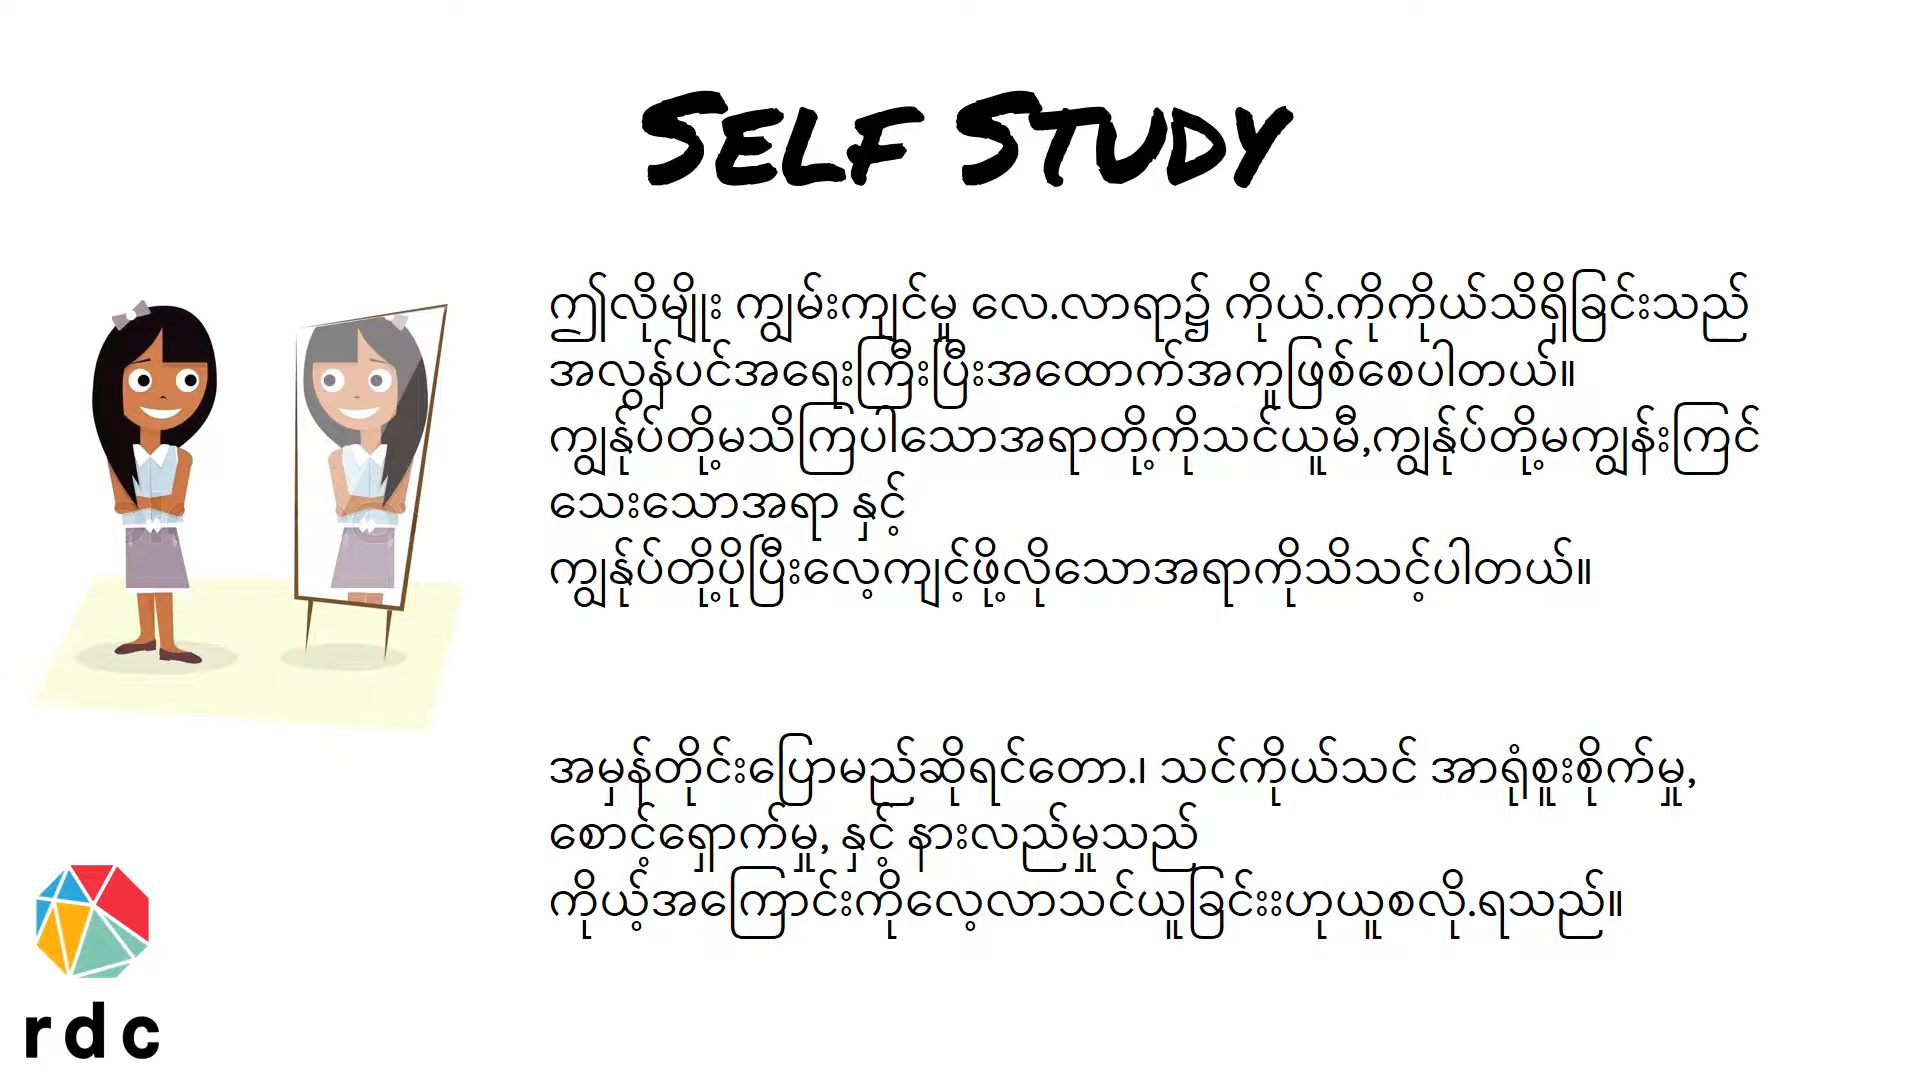 SELF STUDY
ဤလိုမျိုး ကျွမ်းကျင်မှု လေ.လာရာ၌ ကိုယ်.ကိုကိုယ်သိရှိခြင်းသည်
အလွန်ပင်အရေးကြီးပြီးအထောက်အကူဖြစ်စေပါတယ်။
ကျွန်ုပ်တို့မသိကြပါသောအရာတို့ကိုသင်ယူမီ,ကျွန်ုပ်တို့မကျွန်းကြင်
သေးသောအရာ နှင့်
ကျွန်ုပ်တို့ပိုပြီးလေ့ကျင့်ဖို့လိုသောအရာကိုသိသင့်ပါတယ်။
အမှန်တိုင်းပြောမည်ဆိုရင်တော.၊ သင်ကိုယ်သင် အာရုံစူးစိုက်မှု,
စောင့်ရှောက်မှု, နှင့် နားလည်မှုသည်
ကိုယ့်အကြောင်းကိုလေ့လာသင်ယူခြင်းးဟုယူစလို.ရသည်။
rdc